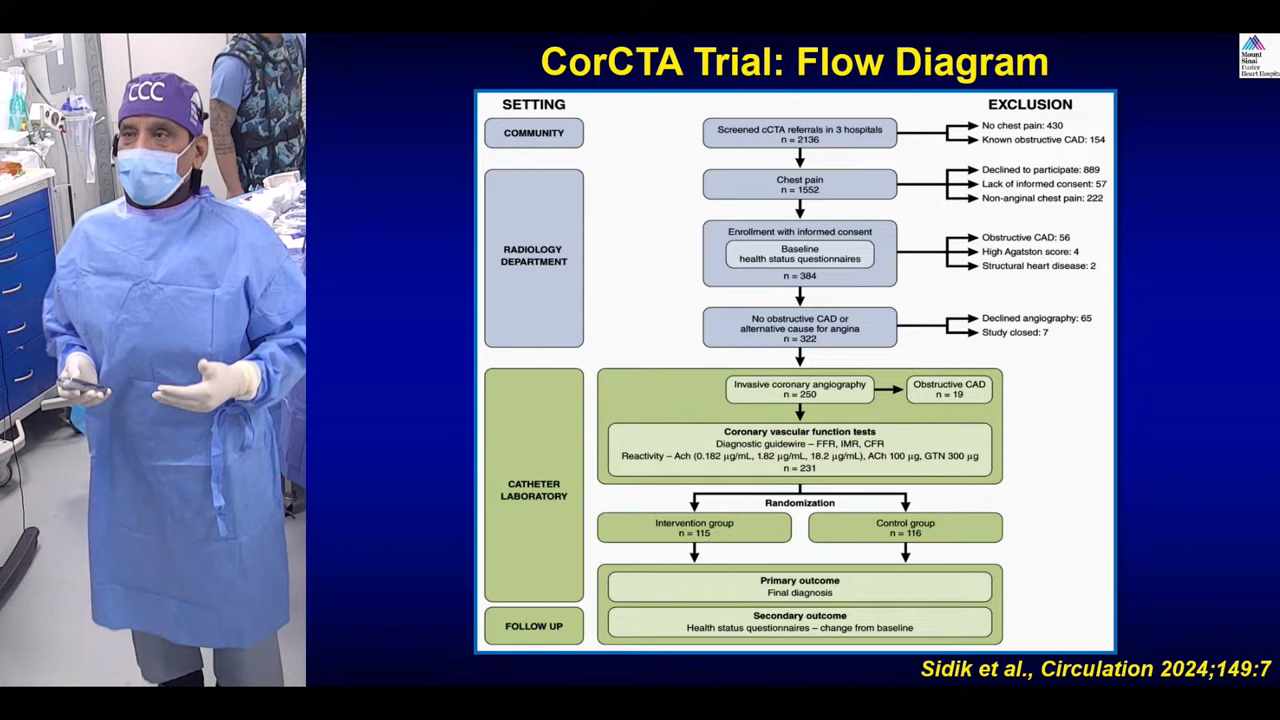 CorCTA Trial: Flow Diagram
CCC
Mount
Sinai
Fuster
Heart Hospital
SETTING
EXCLUSION
COMMUNITY
Screened cCTA referrals in 3 hospitals
n = 2136
No chest pain: 430
Known obstructive CAD: 154
RADIOLOGY
DEPARTMENT
Chest pain
n = 1552
Declined to participate: 889
Lack of informed consent: 57
Non-anginal chest pain: 222
Enrollment with informed consent
Baseline
health status questionnaires
n = 384
Obstructive CAD: 56
High Agatston score: 4
Structural heart disease: 2
No obstructive CAD or
alternative cause for angina
n = 322
Declined angiography: 65
Study closed: 7
CATHETER
LABORATORY
Invasive coronary angiography
n = 250
Obstructive CAD
n = 19
Coronary vascular function tests
Diagnostic guidewire – FFR, IMR, CFR
Reactivity – Ach (0.182 µg/mL, 1.82 µg/mL, 18.2 µg/mL), ACh 100 µg, GTN 300 µg
n = 231
Randomization
Intervention group
n = 115
Control group
n = 116
Primary outcome
Final diagnosis
FOLLOW UP
Secondary outcome
Health status questionnaires – change from baseline
Sidik et al., Circulation 2024;149:7